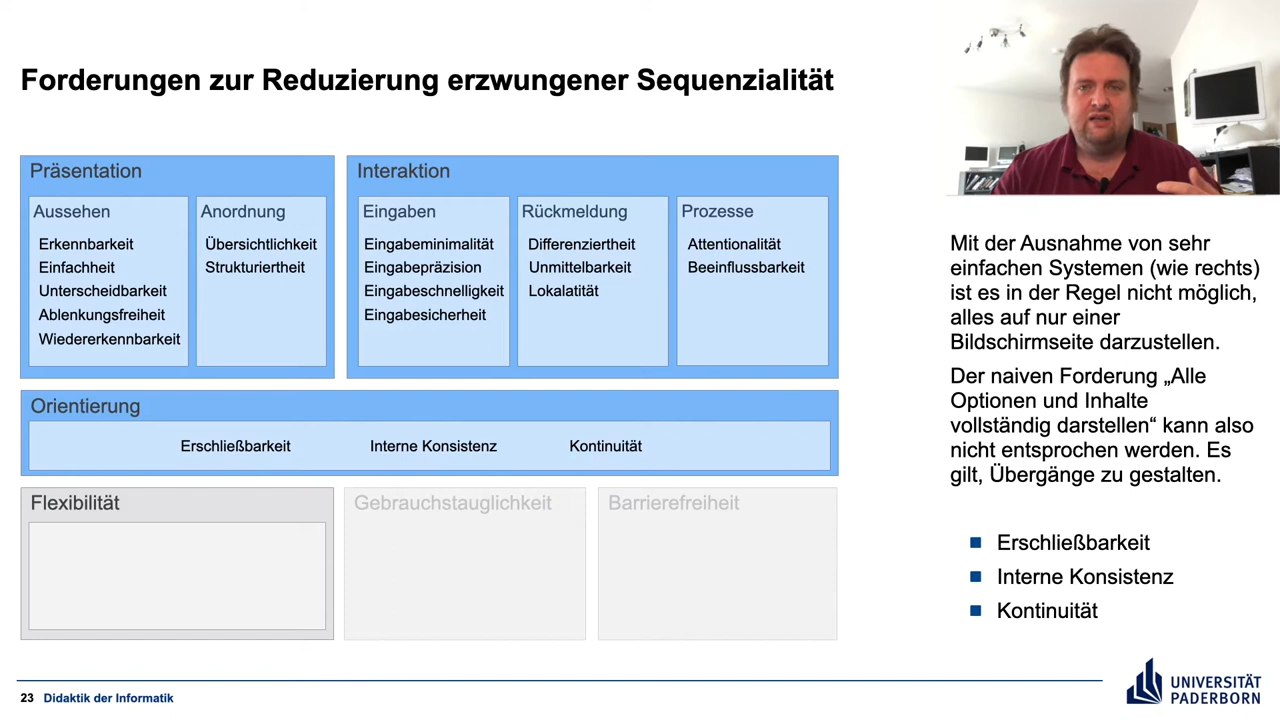 Forderungen zur Reduzierung erzwungener Sequenzialität
Präsentation
Aussehen
Erkennbarkeit
Einfachheit
Unterscheidbarkeit
Ablenkungsfreiheit
Wiedererkennbarkeit
Anordnung
Übersichtlichkeit
Strukturiertheit
Interaktion
Eingaben
Eingabeminimalität
Eingabepräzision
Eingabeschnelligkeit
Eingabesicherheit
Rückmeldung
Differenziertheit
Unmittelbarkeit
Lokalatität
Prozesse
Attentionalität
Beeinflussbarkeit
Orientierung
Erschließbarkeit
Interne Konsistenz
Kontinuität
Flexibilität
Gebrauchstauglichkeit
Barrierefreiheit
Mit der Ausnahme von sehr
einfachen Systemen (wie rechts)
ist es in der Regel nicht möglich,
alles auf nur einer
Bildschirmseite darzustellen.
Der naiven Forderung „Alle
Optionen und Inhalte
vollständig darstellen“ kann also
nicht entsprochen werden. Es
gilt, Übergänge zu gestalten.
Erschließbarkeit
Interne Konsistenz
Kontinuität
23 Didaktik der Informatik
UNIVERSITÄT
PADERBORN